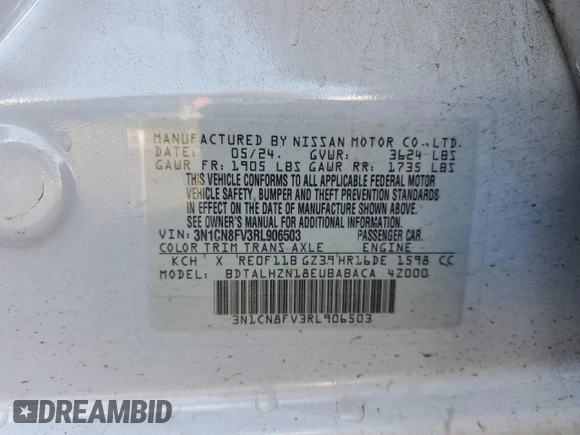 MANUFACTURED BY NISSAN MOTOR CO.,LTD.
DATE: 05/24. GVWR: 3624 LBS
GAWR FR: 1905 LBS GAWR RR: 1735 LBS
THIS VEHICLE CONFORMS TO ALL APPLICABLE FEDERAL MOTOR
VEHICLE SAFETY, BUMPER AND THEFT PREVENTION STANDARDS
IN EFFECT ON THE DATE OF MANUFACTURE SHOWN ABOVE.
SEE OWNER'S MANUAL FOR ADDITIONAL INFORMATION.
VIN: 3N1CN8FV3RL906503 PASSENGER CAR.
COLOR TRIM TRANS AXLE ENGINE
KCH X RE0F11B GZ39 HR16DE 1598 CC
MODEL: BDTALHZN18EUBABACA 4Z000
3N1CN8FV3RL906503
DREAMBID